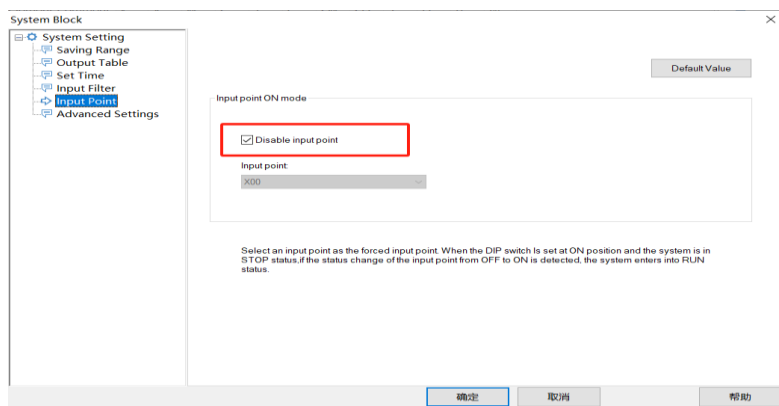 System Block
System Setting
Saving Range
Output Table
Set Time
Input Filter
Input Point
Advanced Settings
Default Value
Input point ON mode
Disable input point
Input point:
X00
Select an input point as the forced input point. When the DIP switch Is set at ON position and the system is in
STOP status,if the status change of the input point from OFF to ON is detected, the system enters into RUN
status.
确定
取消
帮助